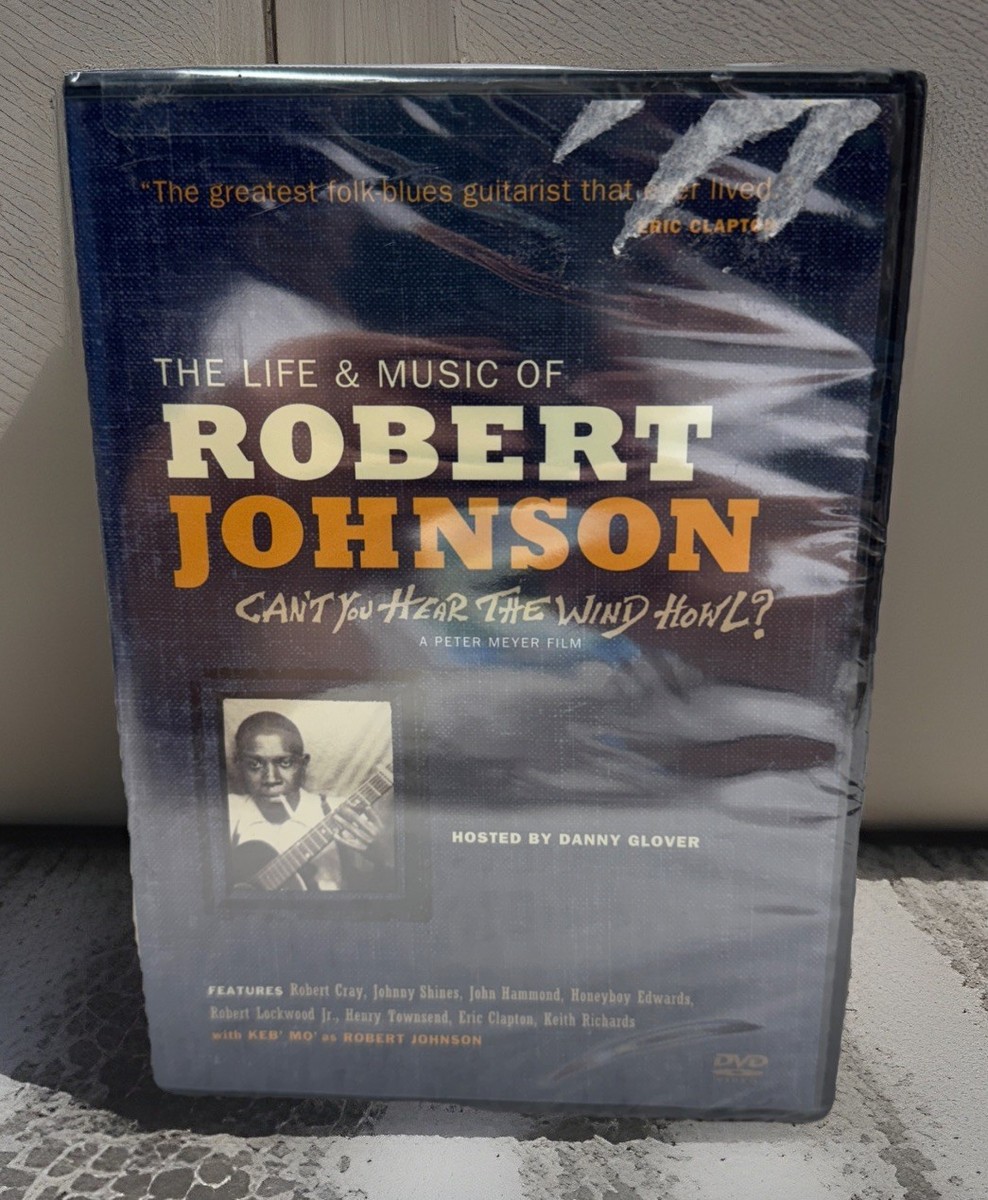 "The greatest folk-blues guitarist that ever lived."
ERIC CLAPTON
THE LIFE & MUSIC OF
ROBERT
JOHNSON
CAN'T YOU HEAR THE WIND HOWL?
A PETER MEYER FILM
HOSTED BY DANNY GLOVER
FEATURES Robert Cray, Johnny Shines, John Hammond, Honeyboy Edwards,
Robert Lockwood Jr., Henry Townsend, Eric Clapton, Keith Richards
with KEB' MO' as ROBERT JOHNSON
DVD
VIDEO